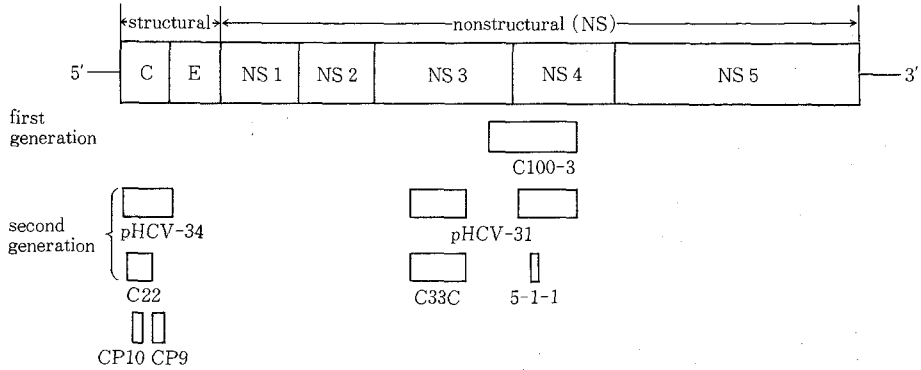 structural nonstructural (NS)
5′ C E NS 1 NS 2 NS 3 NS 4 NS 5 3′
first
generation
C100-3
second
generation
pHCV-34 pHCV-31
C22 C33C 5-1-1
CP10 CP9